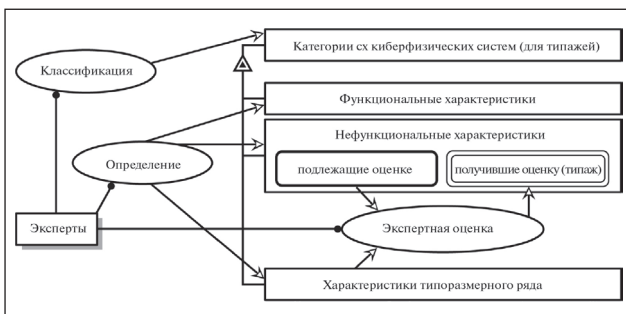 Категории сх киберфизических систем (для типажей)
Классификация
Функциональные характеристики
Нефункциональные характеристики
Определение
подлежащие оценке
получившие оценку (типаж)
Эксперты
Экспертная оценка
Характеристики типоразмерного ряда